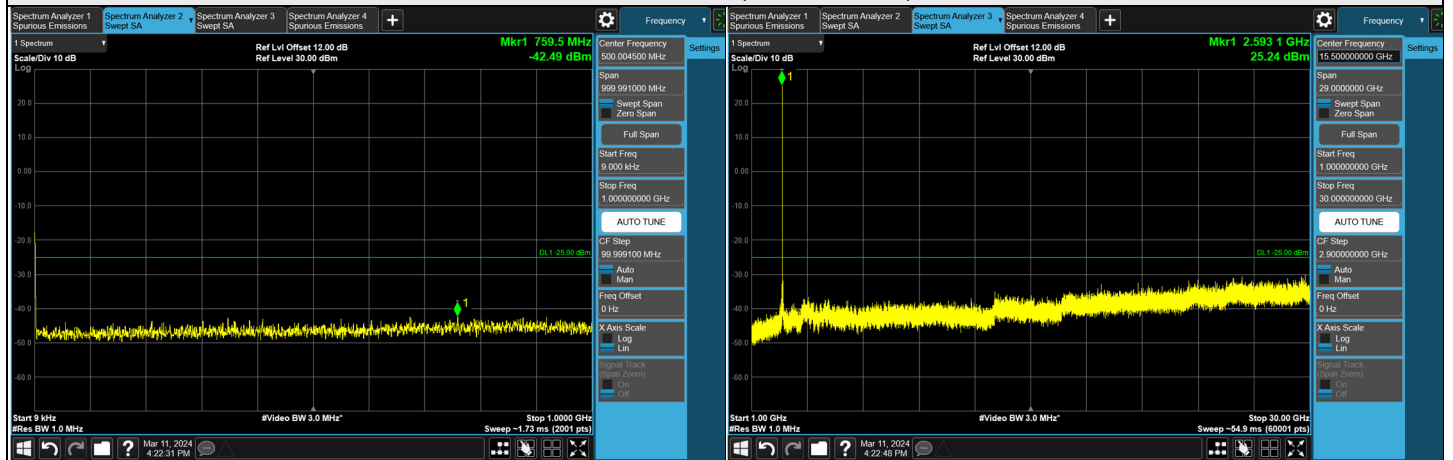 Spectrum Analyzer 1
Spurious Emissions
Spectrum Analyzer 2
Swept SA
Spectrum Analyzer 3
Swept SA
Spectrum Analyzer 4
Spurious Emissions
+
Frequency
1 Spectrum
Scale/Div 10 dB
Log
Ref Lvl Offset 12.00 dB
Ref Level 30.00 dBm
Mkr1 759.5 MHz
-42.49 dBm
20.0
10.0
0.00
-10.0
-20.0
-30.0
-40.0
-50.0
-60.0
DL1 -25.00 dBm
1
Start 9 kHz
#Res BW 1.0 MHz
#Video BW 3.0 MHz*
Stop 1.0000 GHz
Sweep ~1.73 ms (2001 pts)
Center Frequency
500.004500 MHz
Span
999.991000 MHz
Swept Span
Zero Span
Full Span
Start Freq
9.000 kHz
Stop Freq
1.000000000 GHz
AUTO TUNE
CF Step
99.999100 MHz
Auto
Man
Freq Offset
0 Hz
X Axis Scale
Log
Lin
Signal Track
(Span Zoom)
On
Off
Settings
?
Mar 11, 2024
4:22:31 PM
Spectrum Analyzer 1
Spurious Emissions
Spectrum Analyzer 2
Swept SA
Spectrum Analyzer 3
Swept SA
Spectrum Analyzer 4
Spurious Emissions
+
Frequency
1 Spectrum
Scale/Div 10 dB
Log
Ref Lvl Offset 12.00 dB
Ref Level 30.00 dBm
Mkr1 2.593 1 GHz
25.24 dBm
1
20.0
10.0
0.00
-10.0
-20.0
-30.0
-40.0
-50.0
-60.0
DL1 -25.00 dBm
Start 1.00 GHz
#Res BW 1.0 MHz
#Video BW 3.0 MHz*
Stop 30.00 GHz
Sweep ~54.9 ms (60001 pts)
Center Frequency
15.500000000 GHz
Span
29.0000000 GHz
Swept Span
Zero Span
Full Span
Start Freq
1.000000000 GHz
Stop Freq
30.000000000 GHz
AUTO TUNE
CF Step
2.900000000 GHz
Auto
Man
Freq Offset
0 Hz
X Axis Scale
Log
Lin
Signal Track
(Span Zoom)
On
Off
Settings
?
Mar 11, 2024
4:22:48 PM